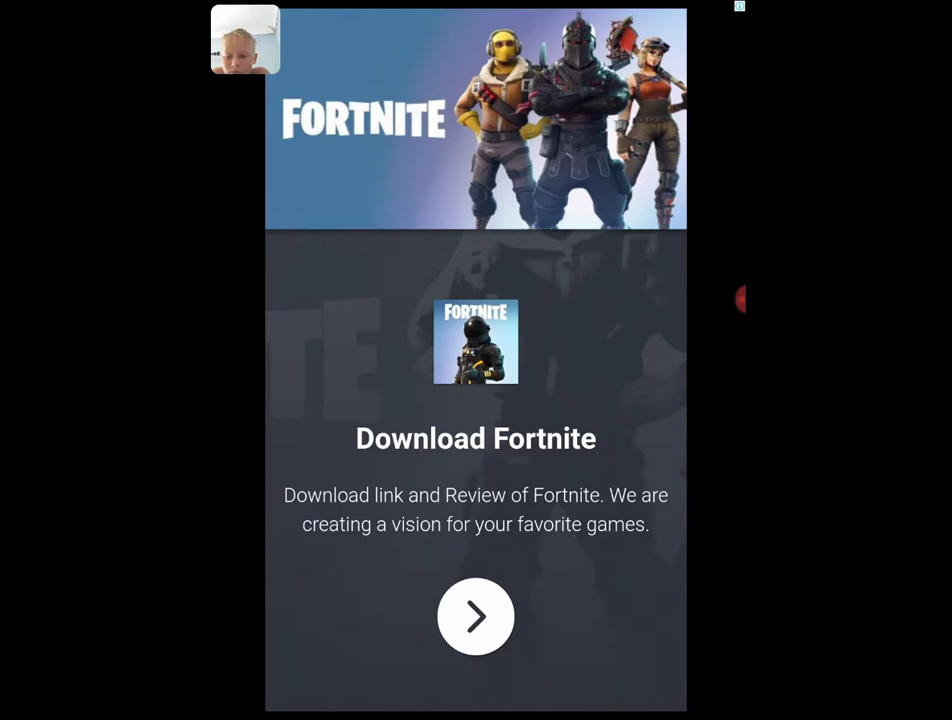 FORTNITE
FORTNITE
Download Fortnite
Download link and Review of Fortnite. We are
creating a vision for your favorite games.